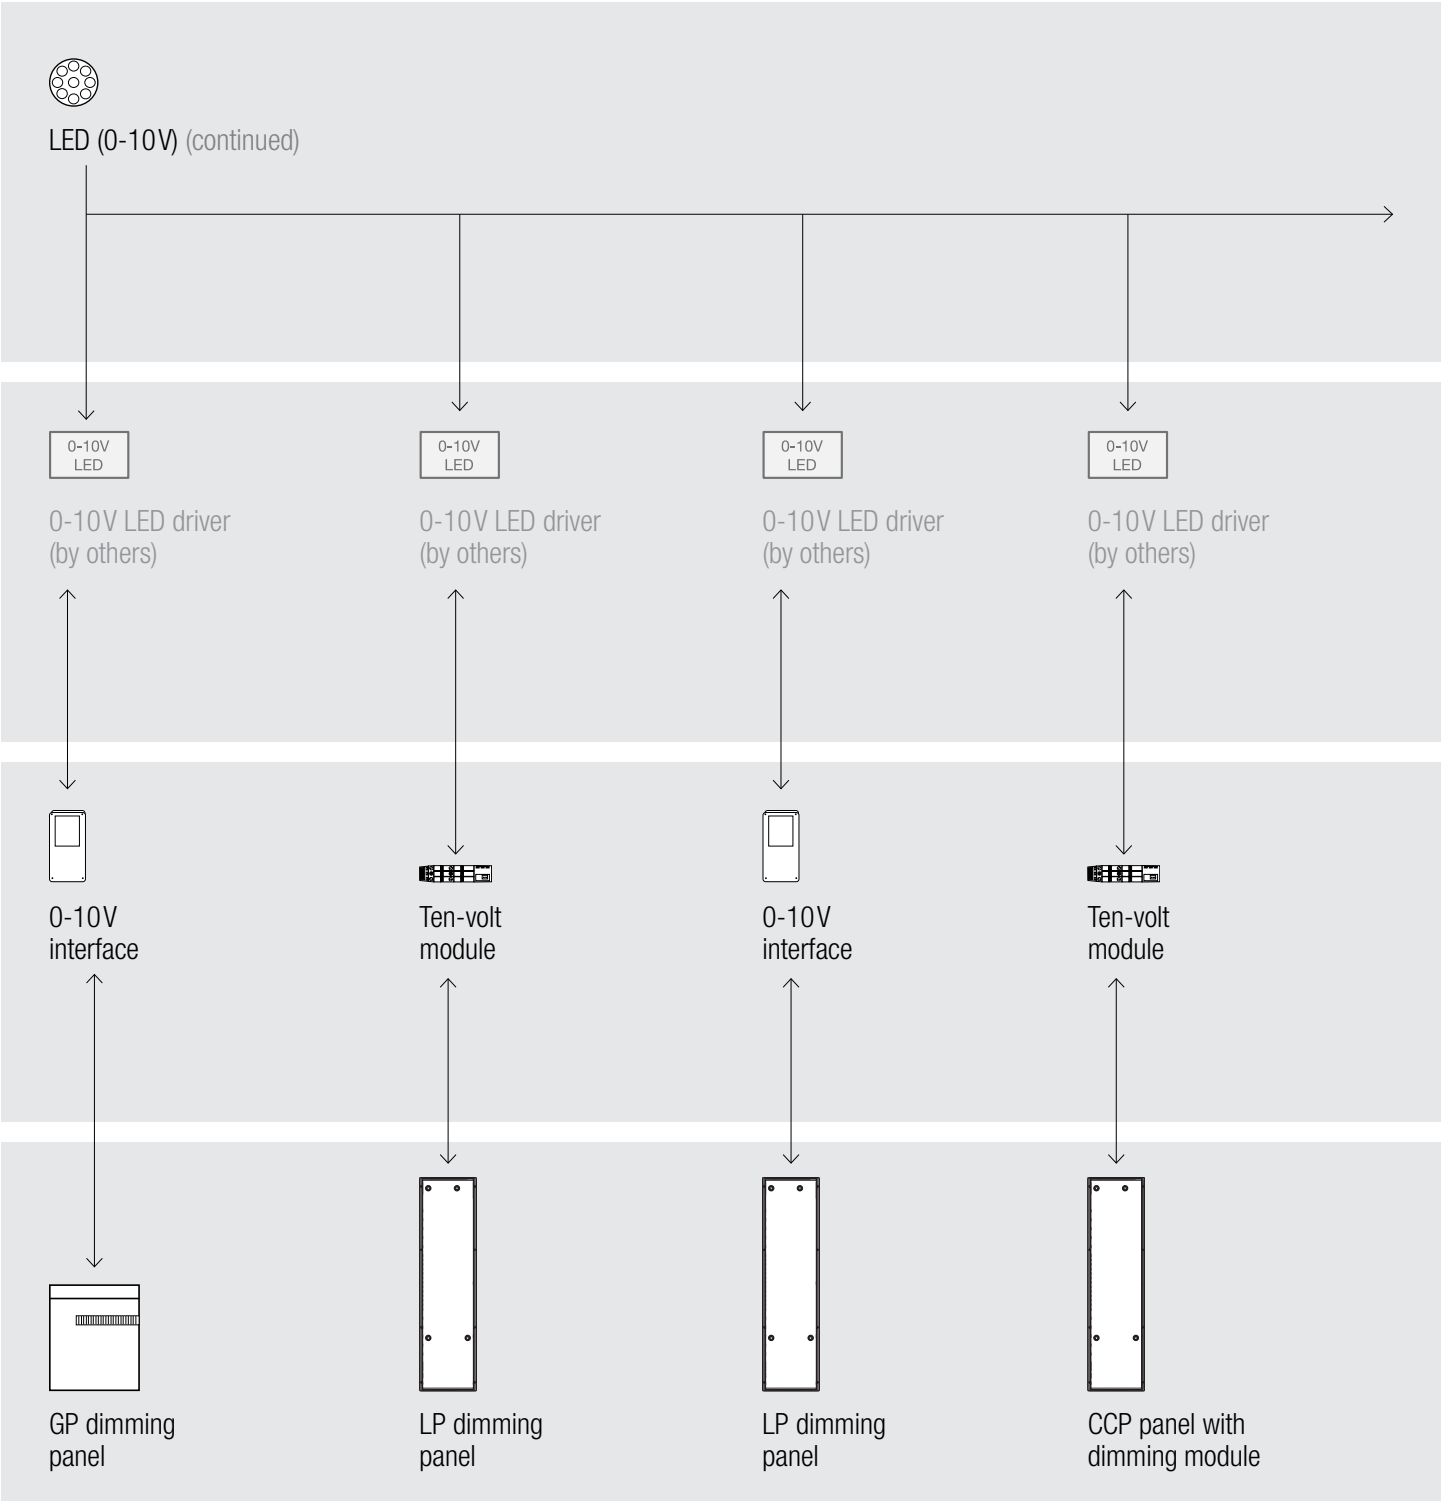 LED (0-10V) (continued)
0-10V
LED
0-10V
LED
0-10V
LED
0-10V
LED
0-10V LED driver
(by others)
0-10V LED driver
(by others)
0-10V LED driver
(by others)
0-10V LED driver
(by others)
0-10V
interface
Ten-volt
module
0-10V
interface
Ten-volt
module
GP dimming
panel
LP dimming
panel
LP dimming
panel
CCP panel with
dimming module